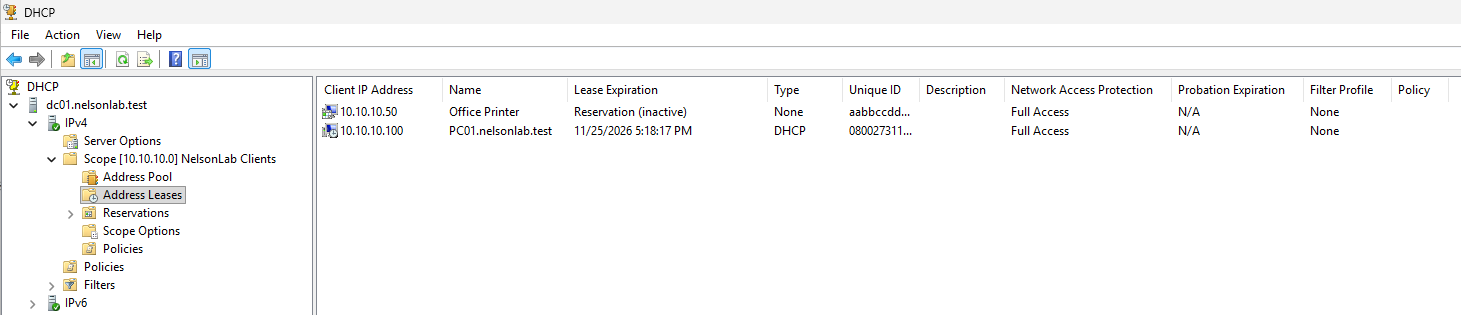 DHCP
File Action View Help
DHCP
dc01.nelsonlab.test
IPv4
Server Options
Scope [10.10.10.0] NelsonLab Clients
Address Pool
Address Leases
Reservations
Scope Options
Policies
Policies
Filters
IPv6
Client IP Address Name Lease Expiration Type Unique ID Description Network Access Protection Probation Expiration Filter Profile Policy
10.10.10.50 Office Printer Reservation (inactive) None aabbccdd... Full Access N/A None
10.10.10.100 PC01.nelsonlab.test 11/25/2026 5:18:17 PM DHCP 080027311... Full Access N/A None